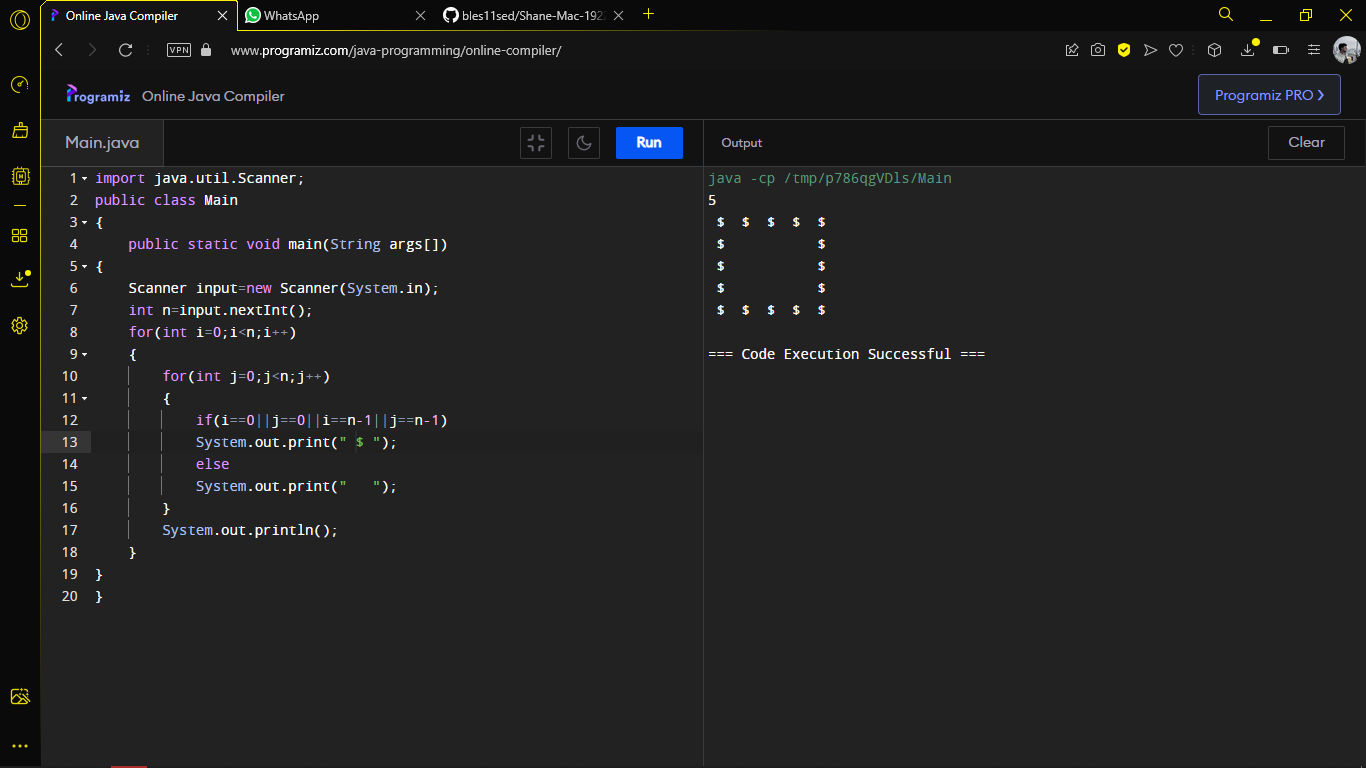 Online Java Compiler
WhatsApp
bles11sed/Shane-Mac-192
VPN
www.programiz.com/java-programming/online-compiler/
Programiz
Online Java Compiler
Programiz PRO ❯
Main.java
Run
Output
Clear
1 import java.util.Scanner;
2 public class Main
3 {
4     public static void main(String args[])
5 {
6     Scanner input=new Scanner(System.in);
7     int n=input.nextInt();
8     for(int i=0;i<n;i++)
9     {
10         for(int j=0;j<n;j++)
11         {
12             if(i==0||j==0||i==n-1||j==n-1)
13             System.out.print(" $ ");
14             else
15             System.out.print("   ");
16         }
17         System.out.println();
18     }
19 }
20 }
java -cp /tmp/p786qgVDls/Main
5
 $  $  $  $  $
 $           $
 $           $
 $           $
 $  $  $  $  $
=== Code Execution Successful ===